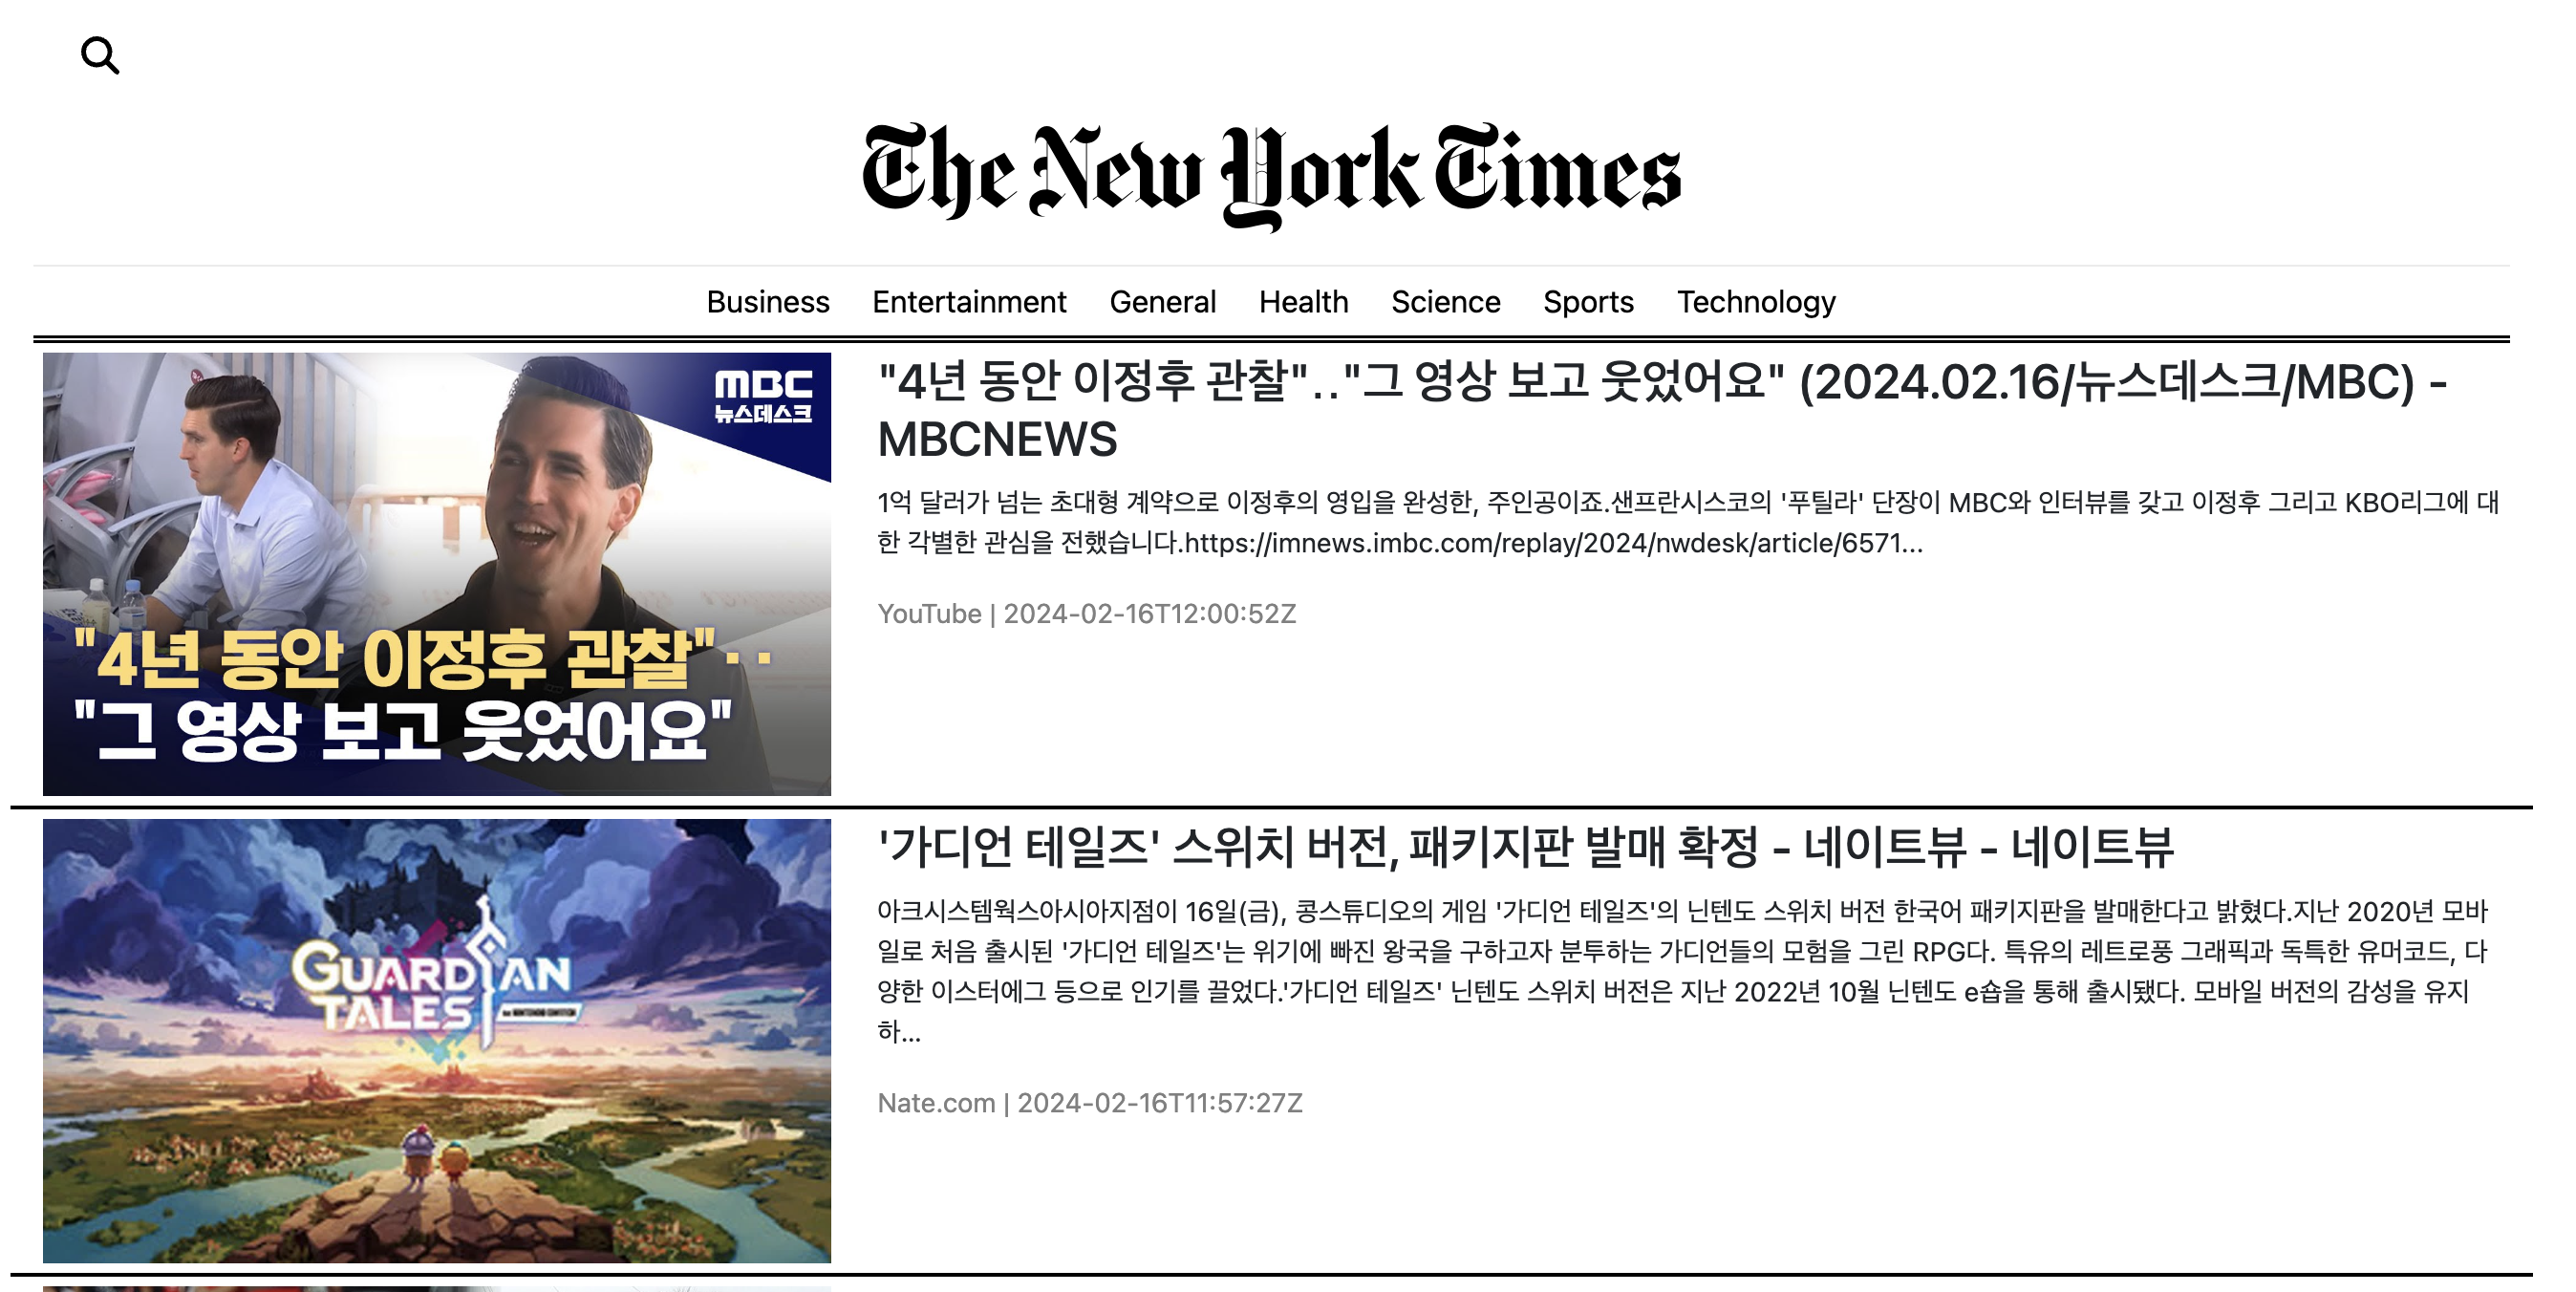 The New York Times
Business Entertainment General Health Science Sports Technology
MBC
뉴스데스크
"4년 동안 이정후 관찰"··
"그 영상 보고 웃었어요"
"4년 동안 이정후 관찰"‥"그 영상 보고 웃었어요" (2024.02.16/뉴스데스크/MBC) -
MBCNEWS
1억 달러가 넘는 초대형 계약으로 이정후의 영입을 완성한, 주인공이죠.샌프란시스코의 '푸틸라' 단장이 MBC와 인터뷰를 갖고 이정후 그리고 KBO리그에 대
한 각별한 관심을 전했습니다.https://imnews.imbc.com/replay/2024/nwdesk/article/6571...
YouTube | 2024-02-16T12:00:52Z
GUARDIAN
TALES
'가디언 테일즈' 스위치 버전, 패키지판 발매 확정 - 네이트뷰 - 네이트뷰
아크시스템웍스아시아지점이 16일(금), 콩스튜디오의 게임 '가디언 테일즈'의 닌텐도 스위치 버전 한국어 패키지판을 발매한다고 밝혔다.지난 2020년 모바
일로 처음 출시된 '가디언 테일즈'는 위기에 빠진 왕국을 구하고자 분투하는 가디언들의 모험을 그린 RPG다. 특유의 레트로풍 그래픽과 독특한 유머코드, 다
양한 이스터에그 등으로 인기를 끌었다.'가디언 테일즈' 닌텐도 스위치 버전은 지난 2022년 10월 닌텐도 e숍을 통해 출시됐다. 모바일 버전의 감성을 유지
하...
Nate.com | 2024-02-16T11:57:27Z